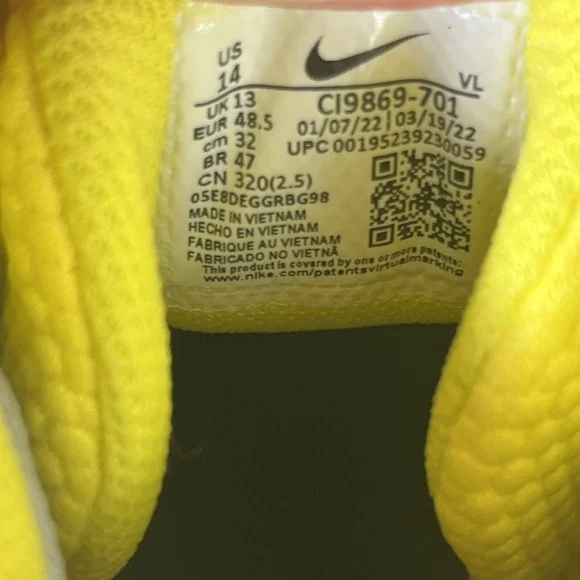 US
14
VL
UK 13
CI9869-701
EUR 48.5
01/07/22 | 03/19/22
cm 32
UPC 00195239230059
BR 47
CN 320(2.5)
05E8DEGGRBG98
MADE IN VIETNAM
HECHO EN VIETNAM
FABRIQUE AU VIETNAM
FABRICADO NO VIETNÃ
This product is covered by one or more patents:
www.nike.com/patentsvirtualmarking